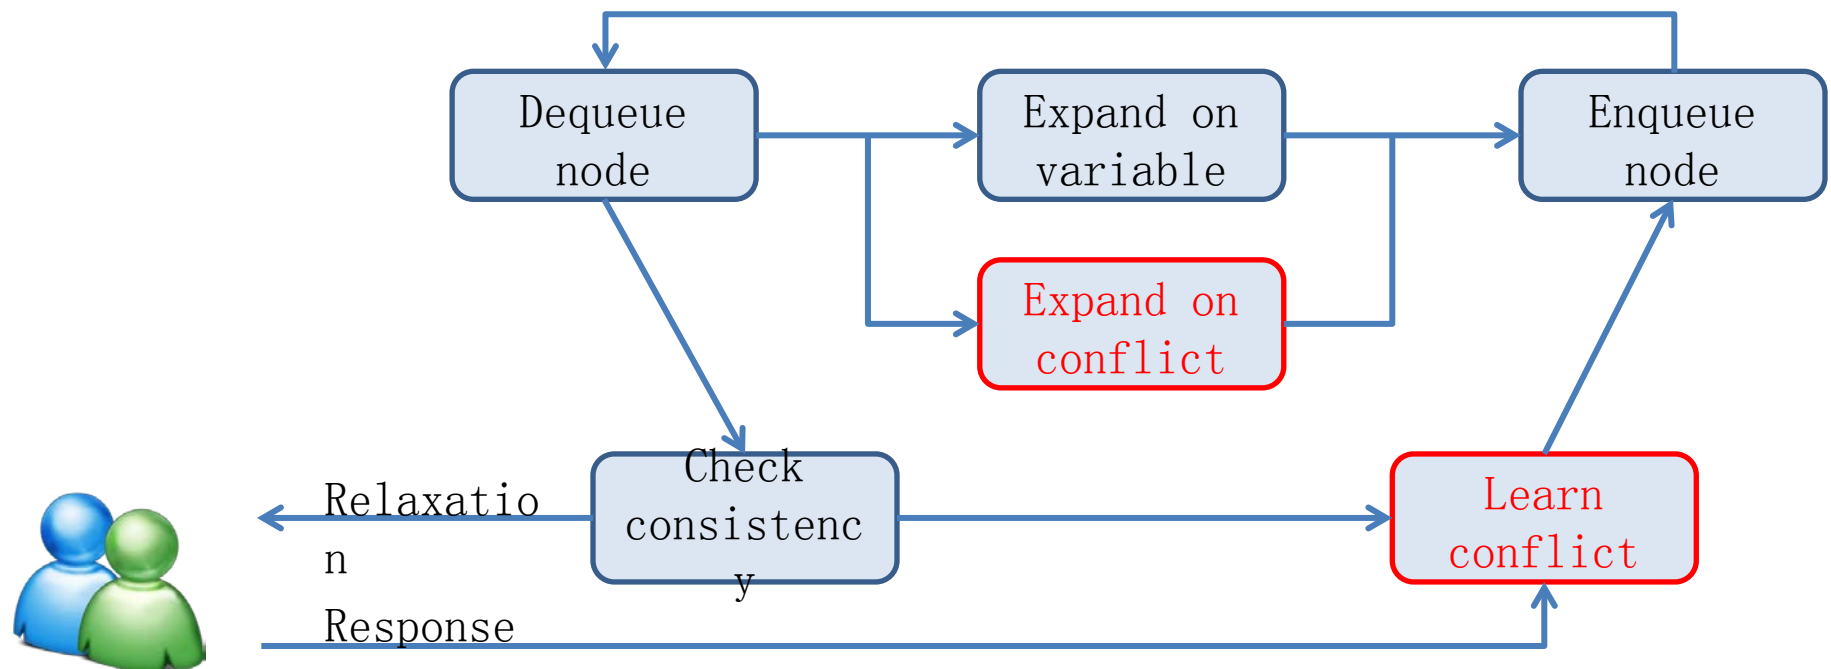 Dequeue
node
Expand on
variable
Enqueue
node
Expand on
conflict
Check
consistenc
y
Learn
conflict
Relaxatio
n
Response